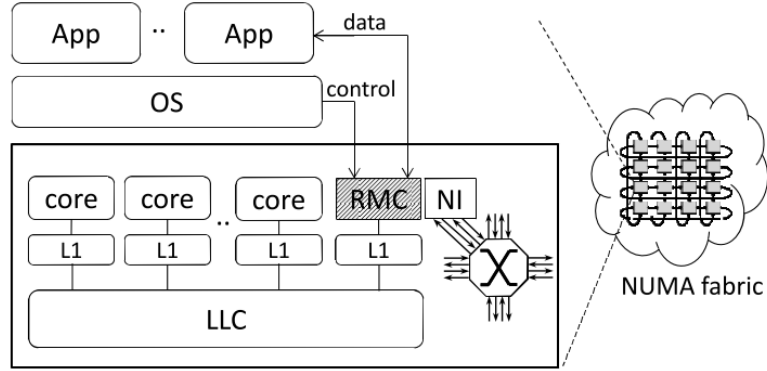 App .. App
data
OS
control
core core .. core RMC NI
L1 L1 L1 L1
LLC
NUMA fabric